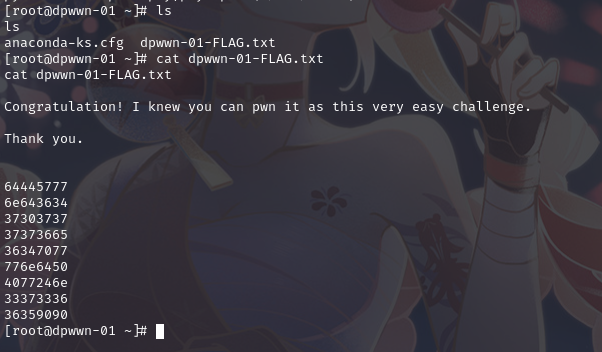 [root@dpwwn-01 ~]# ls
ls
anaconda-ks.cfg  dpwwn-01-FLAG.txt
[root@dpwwn-01 ~]# cat dpwwn-01-FLAG.txt
cat dpwwn-01-FLAG.txt

Congratulation! I knew you can pwn it as this very easy challenge.

Thank you.


64445777
6e643634
37303737
37373665
36347077
776e6450
4077246e
33373336
36359090
[root@dpwwn-01 ~]#